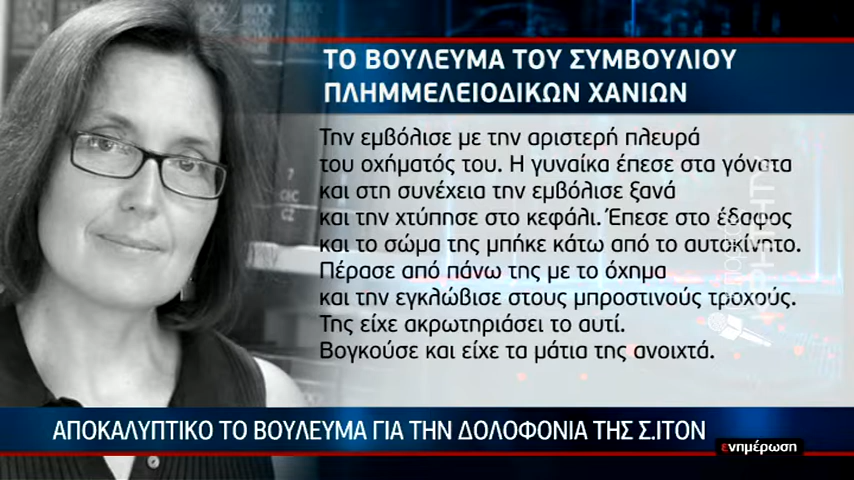 ΤΟ ΒΟΥΛΕΥΜΑ ΤΟΥ ΣΥΜΒΟΥΛΙΟΥ
ΠΛΗΜΜΕΛΕΙΟΔΙΚΩΝ ΧΑΝΙΩΝ
Την εμβόλισε με την αριστερή πλευρά
του οχήματός του. Η γυναίκα έπεσε στα γόνατα
και στη συνέχεια την εμβόλισε ξανά
και την χτύπησε στο κεφάλι. Έπεσε στο έδαφος
και το σώμα της μπήκε κάτω από το αυτοκίνητο.
Πέρασε από πάνω της με το όχημα
και την εγκλώβισε στους μπροστινούς τροχούς.
Της είχε ακρωτηριάσει το αυτί.
Βογκούσε και είχε τα μάτια της ανοιχτά.
ΑΠΟΚΑΛΥΠΤΙΚΟ ΤΟ ΒΟΥΛΕΥΜΑ ΓΙΑ ΤΗΝ ΔΟΛΟΦΟΝΙΑ ΤΗΣ Σ.ΙΤΟΝ
ενημέρωση